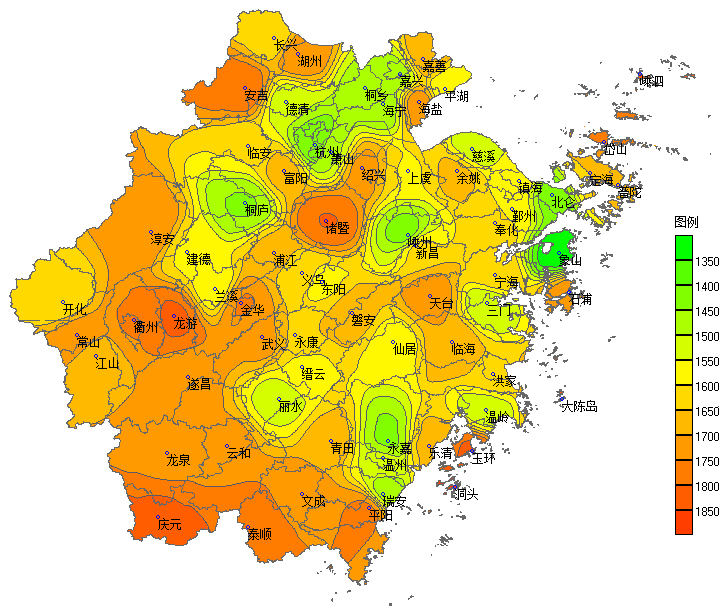 长兴
湖州
嘉善
嘉兴
嵊泗
安吉
桐乡
平湖
德清
海宁
海盐
杭州
萧山
临安
慈溪
岱山
富阳
绍兴
上虞
余姚
镇海
定海
普陀
桐庐
北仑
鄞州
诸暨
奉化
图例
淳安
嵊州
新昌
建德
浦江
象山
1350
义乌
东阳
宁海
1400
兰溪
石浦
开化
金华
天台
三门
1450
衢州
龙游
磐安
1500
常山
武义
永康
仙居
临海
1550
江山
缙云
洪家
1600
遂昌
丽水
大陈岛
1650
温岭
1700
龙泉
云和
青田
永嘉
乐清
玉环
1750
温州
1800
文成
瑞安
洞头
1850
庆元
泰顺
平阳